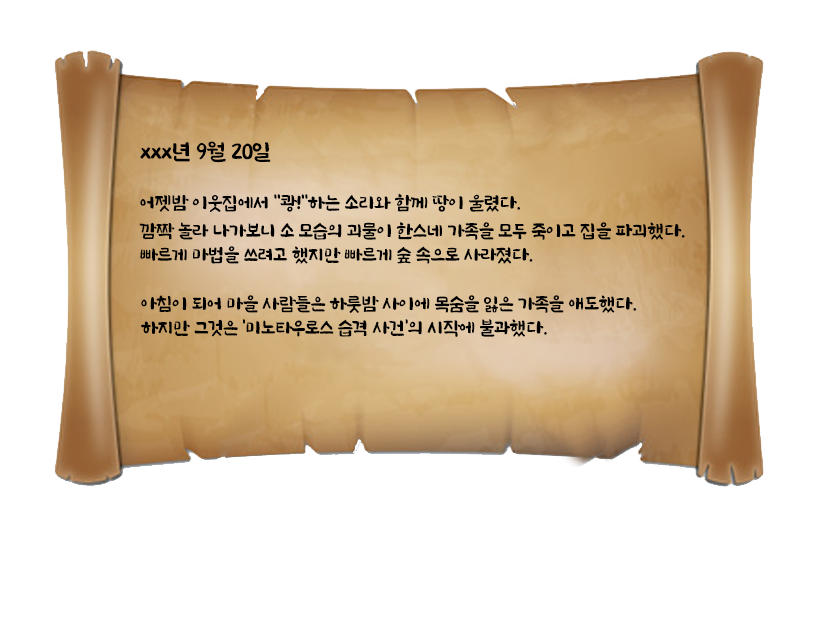 xxx년 9월 20일
어젯밤 이웃집에서 "쾅!"하는 소리와 함께 땅이 울렸다.
깜짝 놀라 나가보니 소 모습의 괴물이 한스네 가족을 모두 죽이고 집을 파괴했다.
빠르게 마법을 쓰려고 했지만 빠르게 숲 속으로 사라졌다.
아침이 되어 마을 사람들은 하룻밤 사이에 목숨을 잃은 가족을 애도했다.
하지만 그것은 '미노타우로스 습격 사건'의 시작에 불과했다.